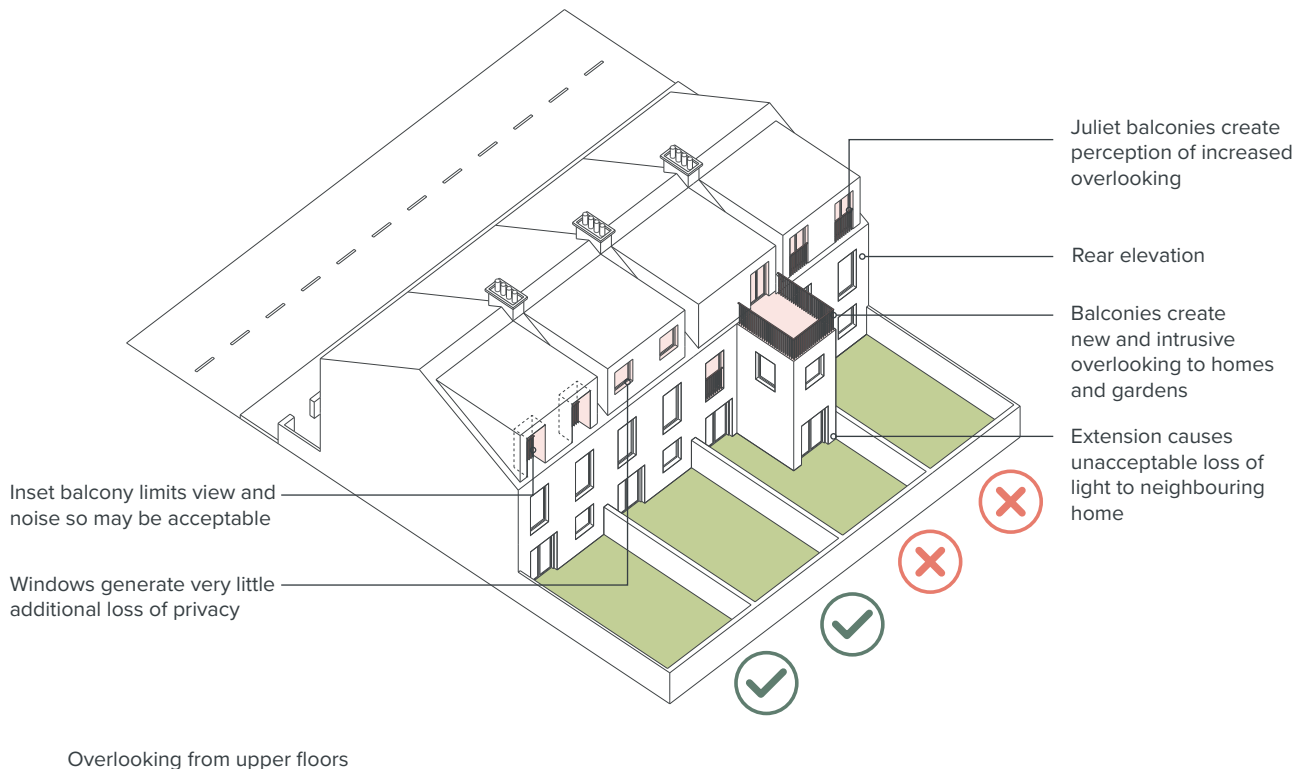 Juliet balconies create
perception of increased
overlooking
Rear elevation
Balconies create
new and intrusive
overlooking to homes
and gardens
Extension causes
unacceptable loss of
light to neighbouring
home
Inset balcony limits view and
noise so may be acceptable
Windows generate very little
additional loss of privacy
Overlooking from upper floors